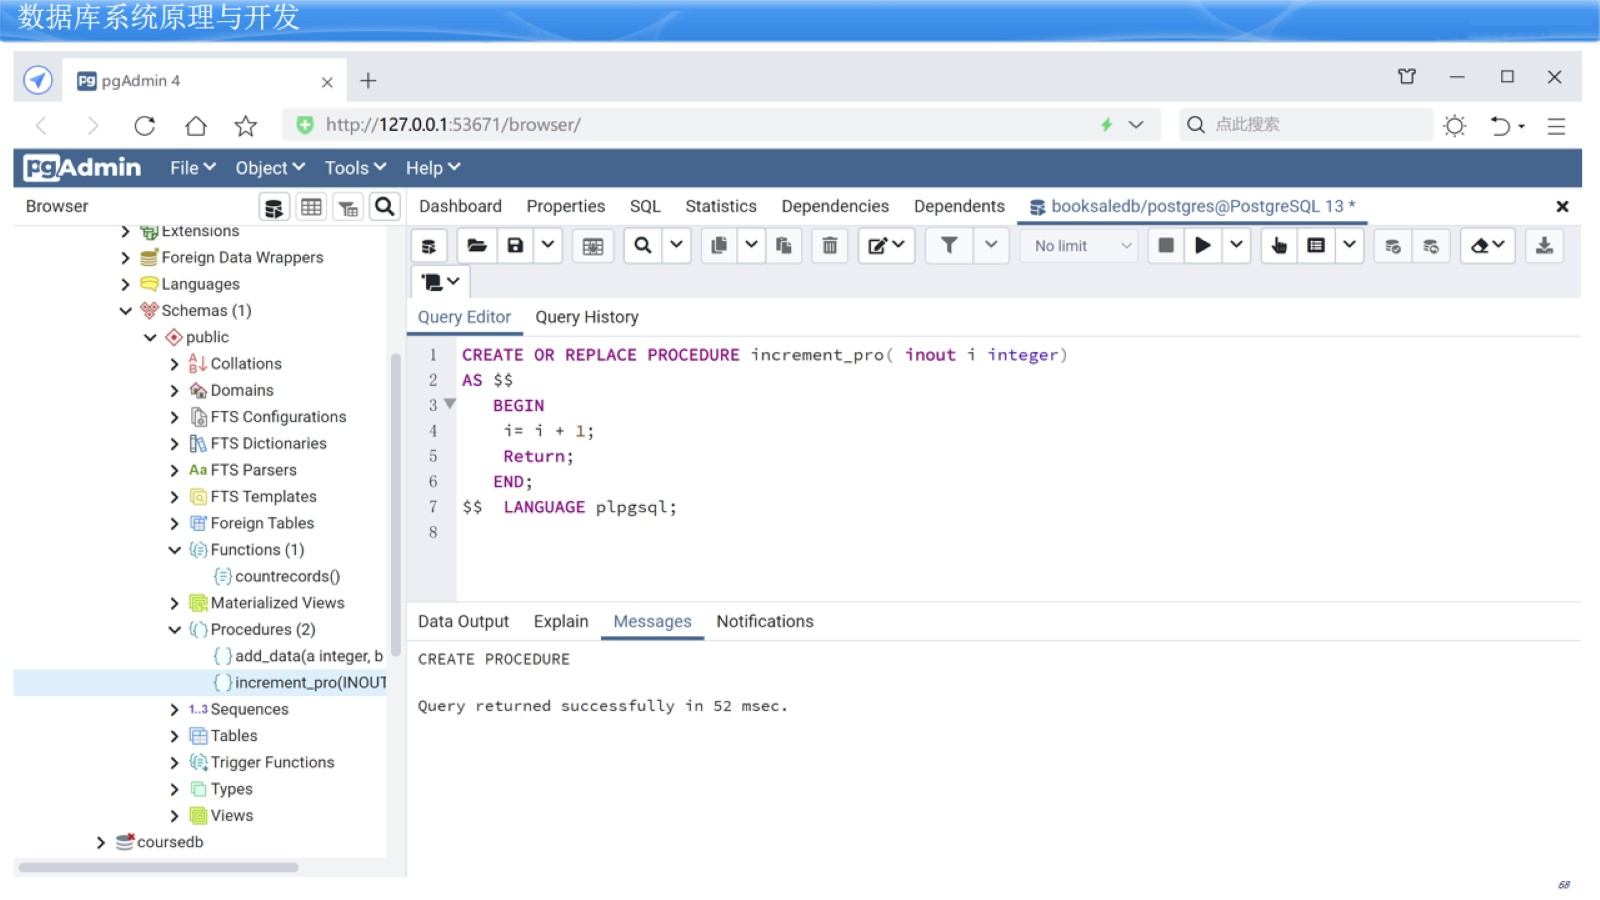 数据库系统原理与开发
pgAdmin 4
http://127.0.0.1:53671/browser/
点此搜索
pgAdmin File Object Tools Help
Browser
Dashboard Properties SQL Statistics Dependencies Dependents booksaledb/postgres@PostgreSQL 13 *
No limit
Extensions
Foreign Data Wrappers
Languages
Schemas (1)
public
Collations
Domains
FTS Configurations
FTS Dictionaries
Aa FTS Parsers
FTS Templates
Foreign Tables
Functions (1)
countrecords()
Materialized Views
Procedures (2)
add_data(a integer, b
increment_pro(INOUT
1..3 Sequences
Tables
Trigger Functions
Types
Views
coursedb
Query Editor Query History
1 CREATE OR REPLACE PROCEDURE increment_pro( inout i integer)
2 AS $$
3 BEGIN
4 i= i + 1;
5 Return;
6 END;
7 $$ LANGUAGE plpgsql;
8
Data Output Explain Messages Notifications
CREATE PROCEDURE
Query returned successfully in 52 msec.
68